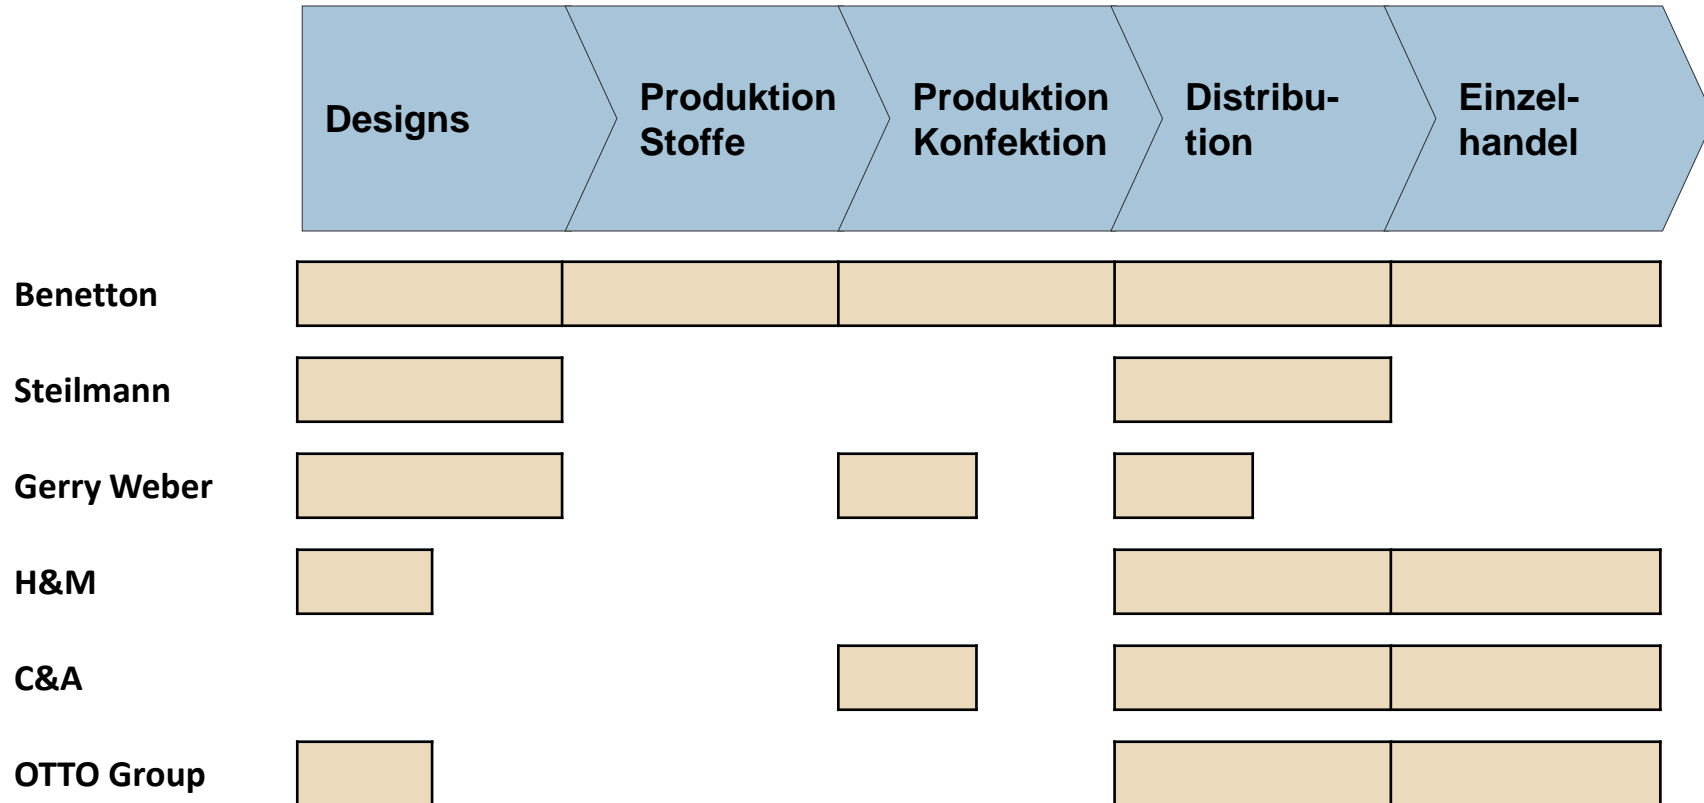 Designs
Produktion
Stoffe
Produktion
Konfektion
Distribu-
tion
Einzel-
handel
Benetton
Steilmann
Gerry Weber
H&M
C&A
OTTO Group